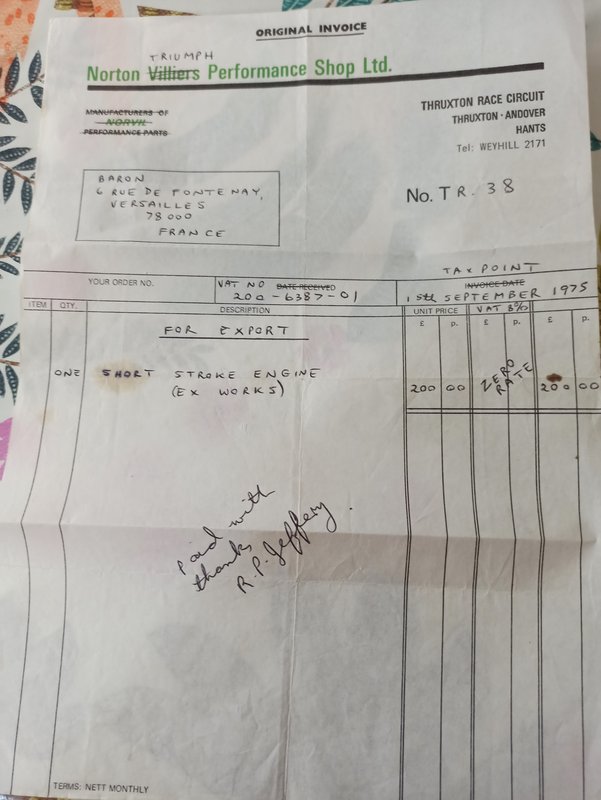 ORIGINAL INVOICE
TRIUMPH
Norton Villiers Performance Shop Ltd.
MANUFACTURERS OF
NORVIL
PERFORMANCE PARTS
THRUXTON RACE CIRCUIT
THRUXTON · ANDOVER
HANTS
Tel: WEYHILL 2171
BARON
6 RUE DE FONTENAY,
VERSAILLES
78000
FRANCE
No. TR. 38
TAX POINT
YOUR ORDER NO. VAT NO DATE RECEIVED INVOICE DATE
200-6387-01 15th SEPTEMBER 1975
ITEM QTY. DESCRIPTION UNIT PRICE VAT 8%
£ p. £ p. £ p.
FOR EXPORT
ONE SHORT STROKE ENGINE 200 00 ZERO RATE 200 00
(EX WORKS)
Paid with
thanks
R.P. Jeffery.
TERMS: NETT MONTHLY